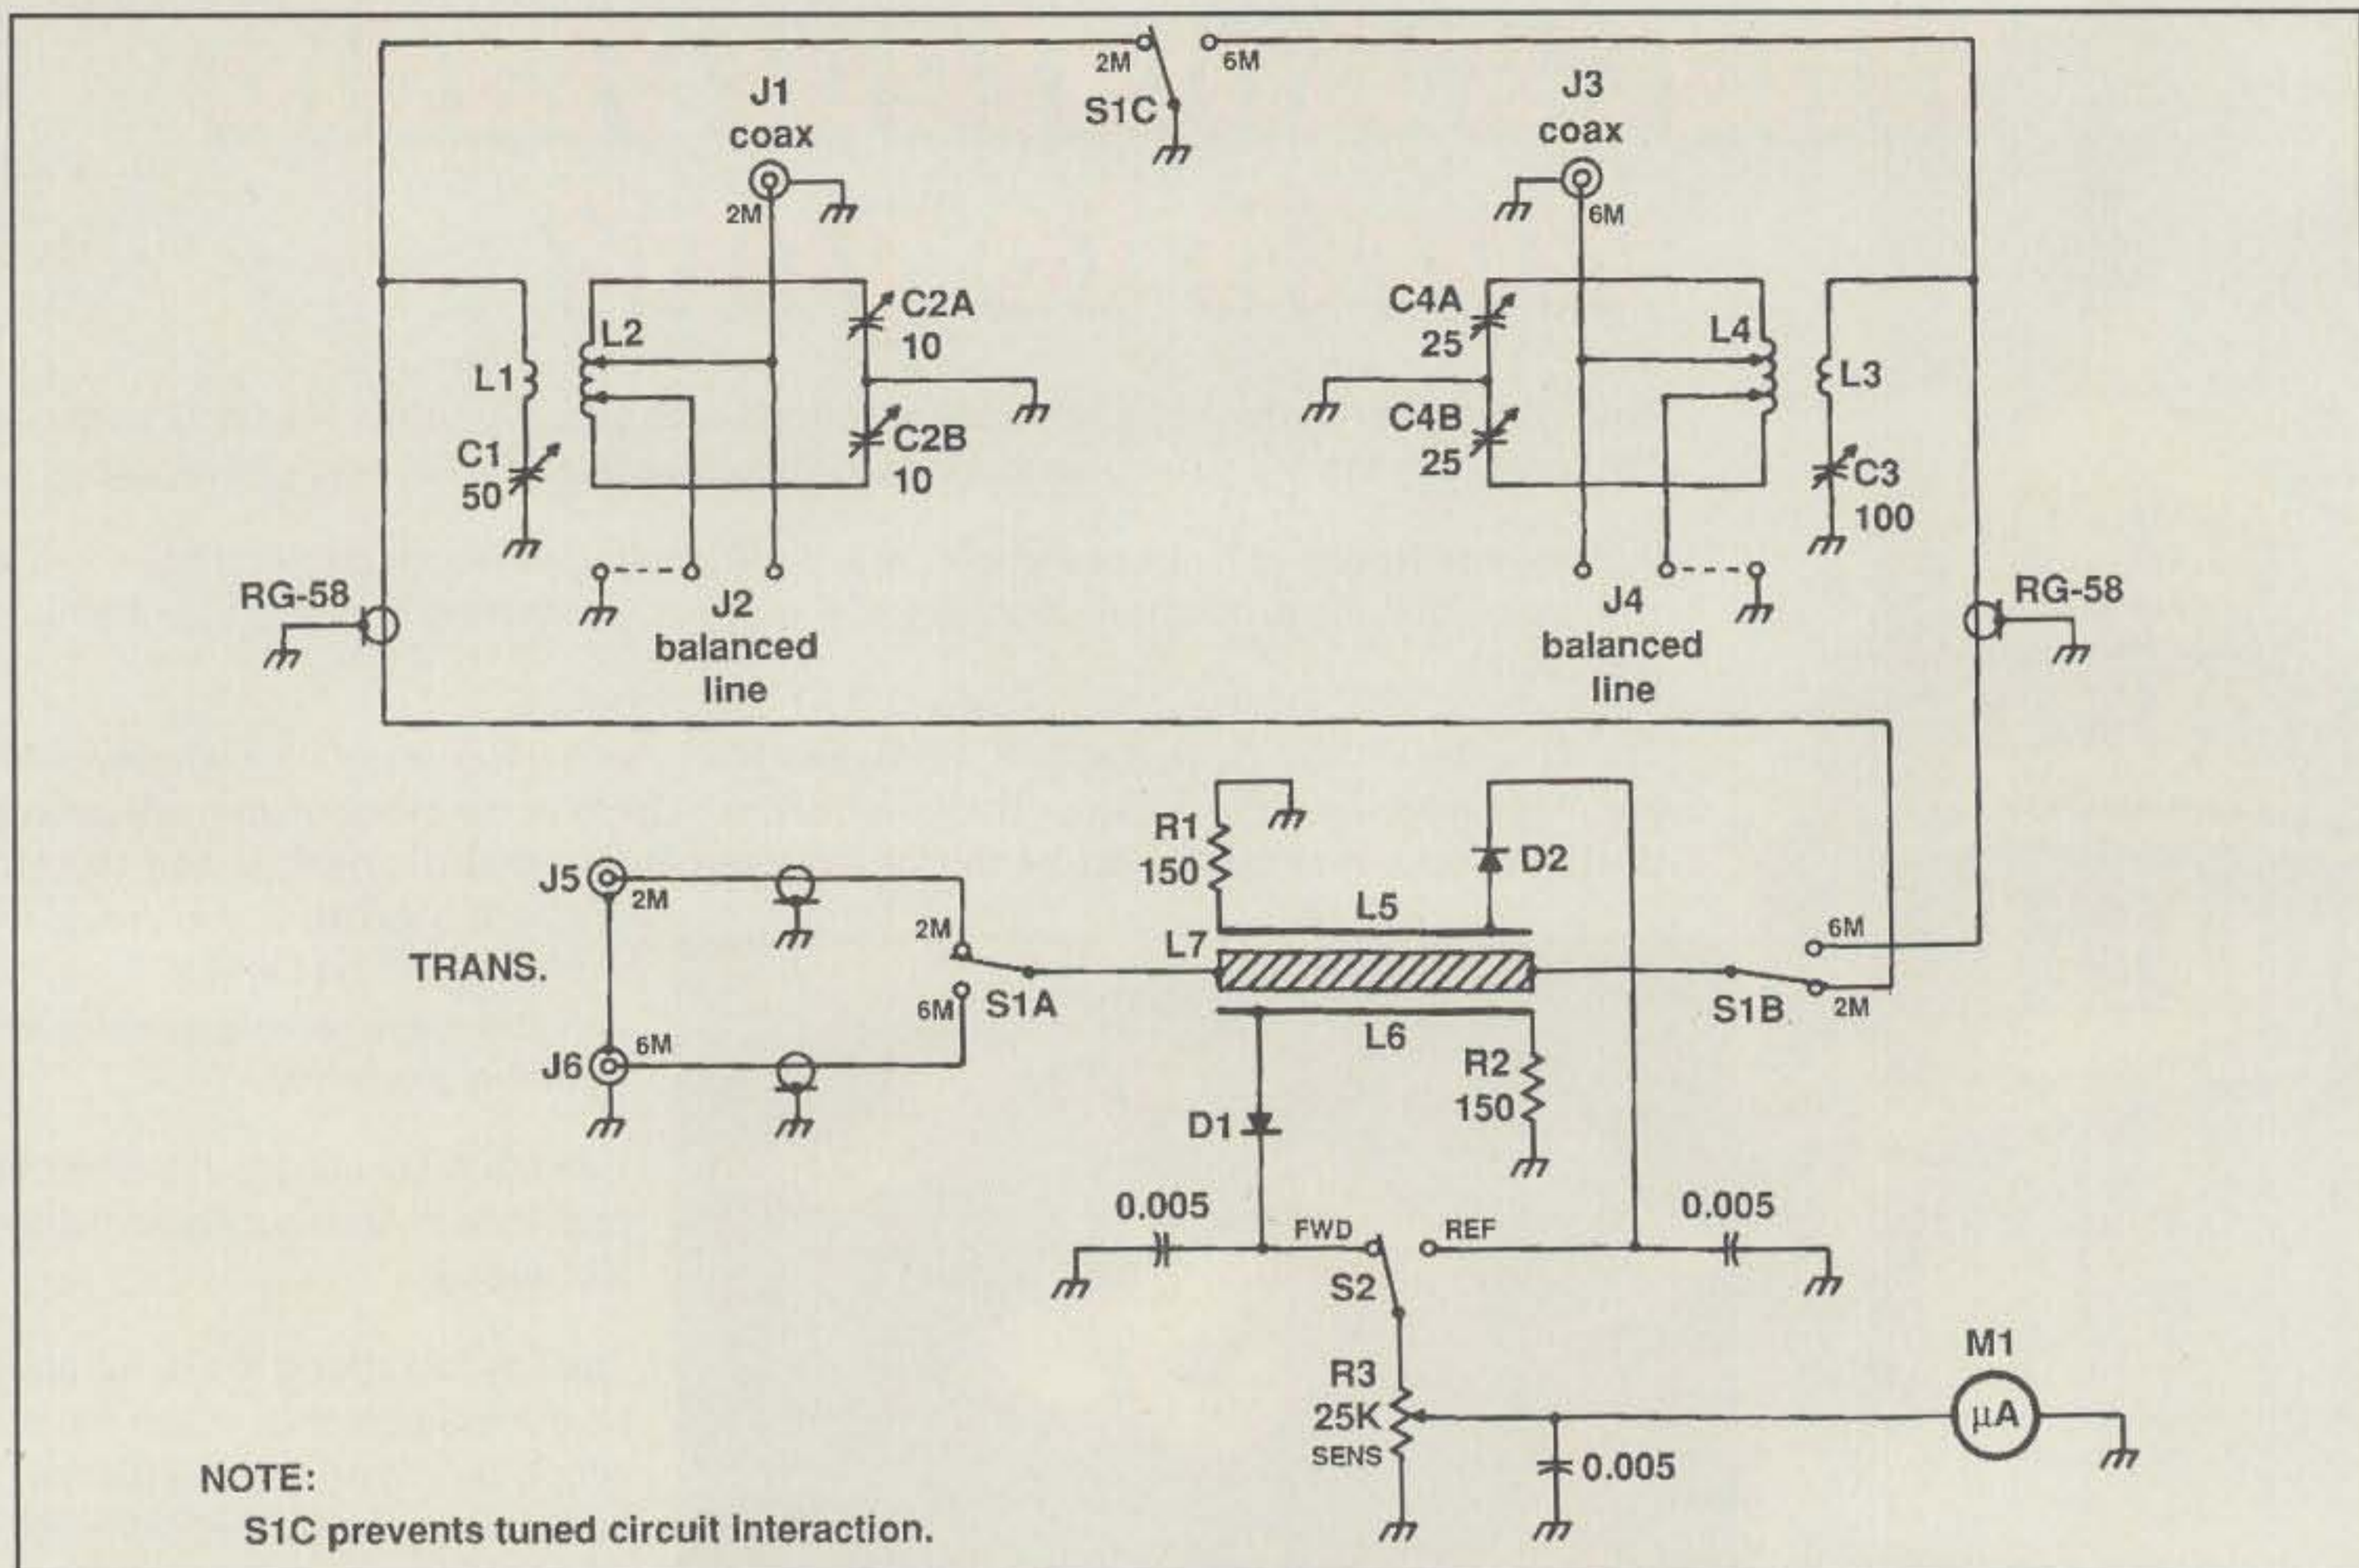 2M
6M
S1C
J1
coax
2M
J3
coax
6M
L2
C2A
10
L1
C2B
10
C1
50
C4A
25
L4
C4B
25
L3
C3
100
RG-58
J2
balanced
line
J4
balanced
line
RG-58
R1
150
D2
J5
2M
2M
L5
L7
6M
TRANS.
6M
S1A
S1B
2M
L6
J6
6M
R2
150
D1
0.005
FWD
REF
0.005
S2
M1
R3
25K
SENS
µA
0.005
NOTE:
S1C prevents tuned circuit interaction.